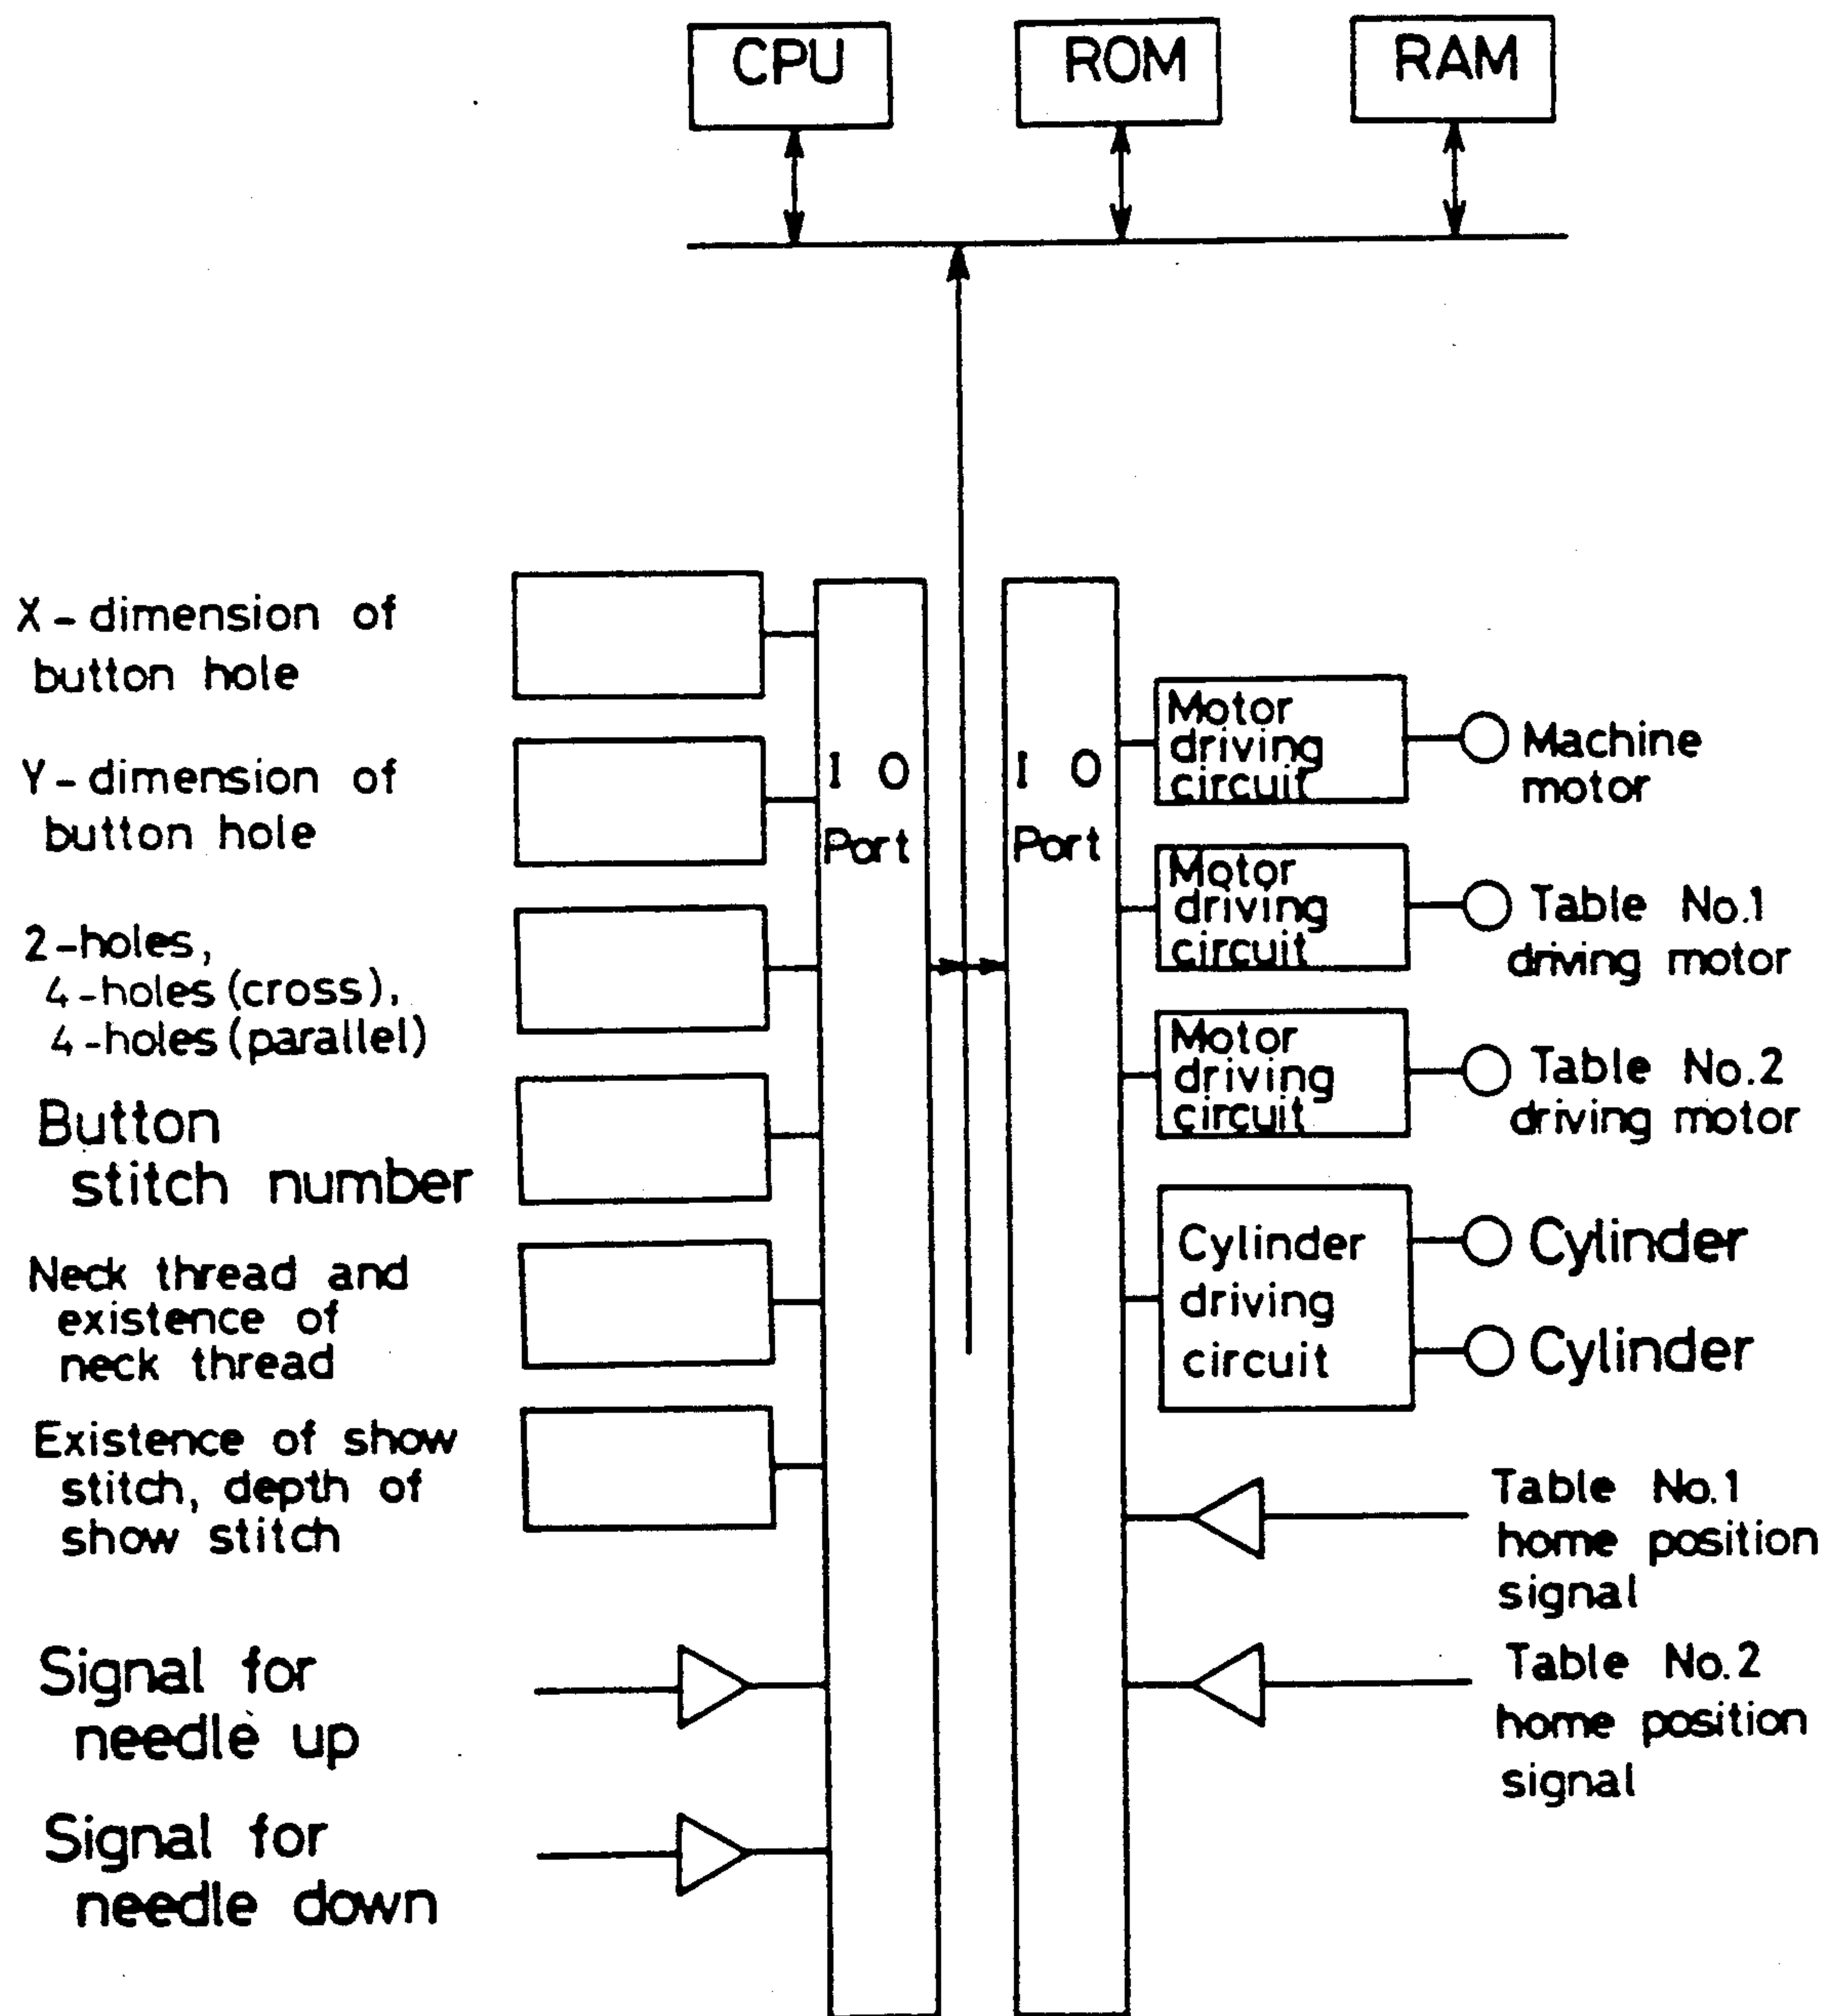 CPU
ROM
RAM
X-dimension of
button hole
Y-dimension of
button hole
2-holes,
4-holes (cross),
4-holes (parallel)
Button
stitch number
Neck thread and
existence of
neck thread
Existence of show
stitch, depth of
show stitch
Signal for
needle up
Signal for
needle down
I O
Port
I O
Port
Motor
driving
circuit
Machine
motor
Motor
driving
circuit
Table No.1
driving motor
Motor
driving
circuit
Table No.2
driving motor
Cylinder
driving
circuit
Cylinder
Cylinder
Table No.1
home position
signal
Table No.2
home position
signal